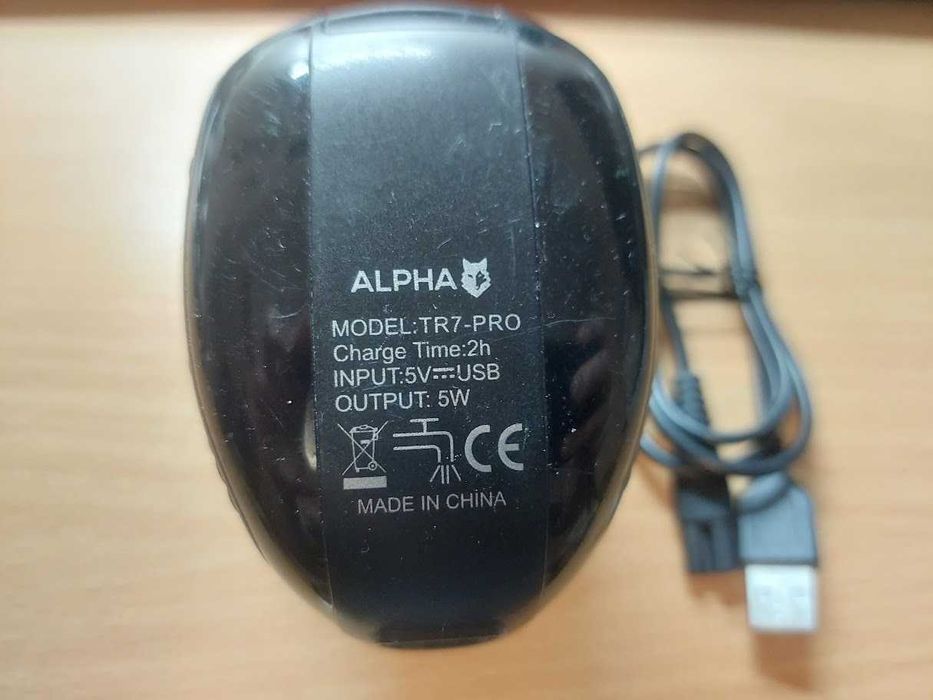 ALPHA
MODEL:TR7-PRO
Charge Time:2h
INPUT:5V⎓USB
OUTPUT: 5W
CE
MADE IN CHINA